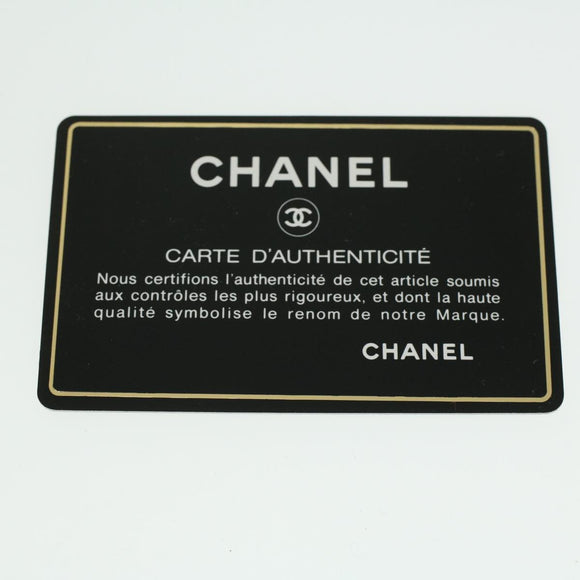 CHANEL
CARTE D'AUTHENTICITÉ
Nous certifions l'authenticité de cet article soumis
aux contrôles les plus rigoureux, et dont la haute
qualité symbolise le renom de notre Marque.
CHANEL